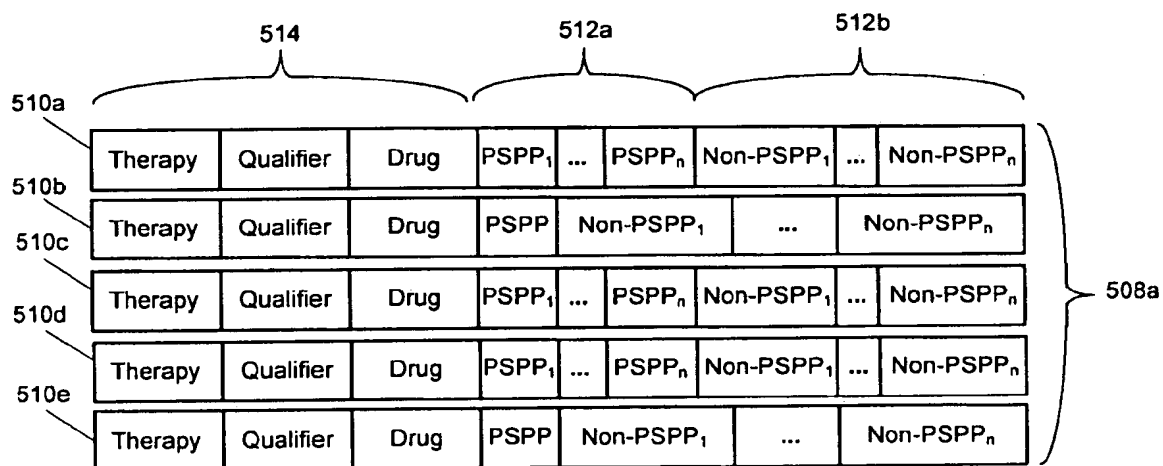 514 512a 512b
510a
Therapy Qualifier Drug PSPP₁ ... PSPPₙ Non-PSPP₁ ... Non-PSPPₙ
510b
Therapy Qualifier Drug PSPP Non-PSPP₁ ... Non-PSPPₙ
510c
Therapy Qualifier Drug PSPP₁ ... PSPPₙ Non-PSPP₁ ... Non-PSPPₙ
508a
510d
Therapy Qualifier Drug PSPP₁ ... PSPPₙ Non-PSPP₁ ... Non-PSPPₙ
510e
Therapy Qualifier Drug PSPP Non-PSPP₁ ... Non-PSPPₙ